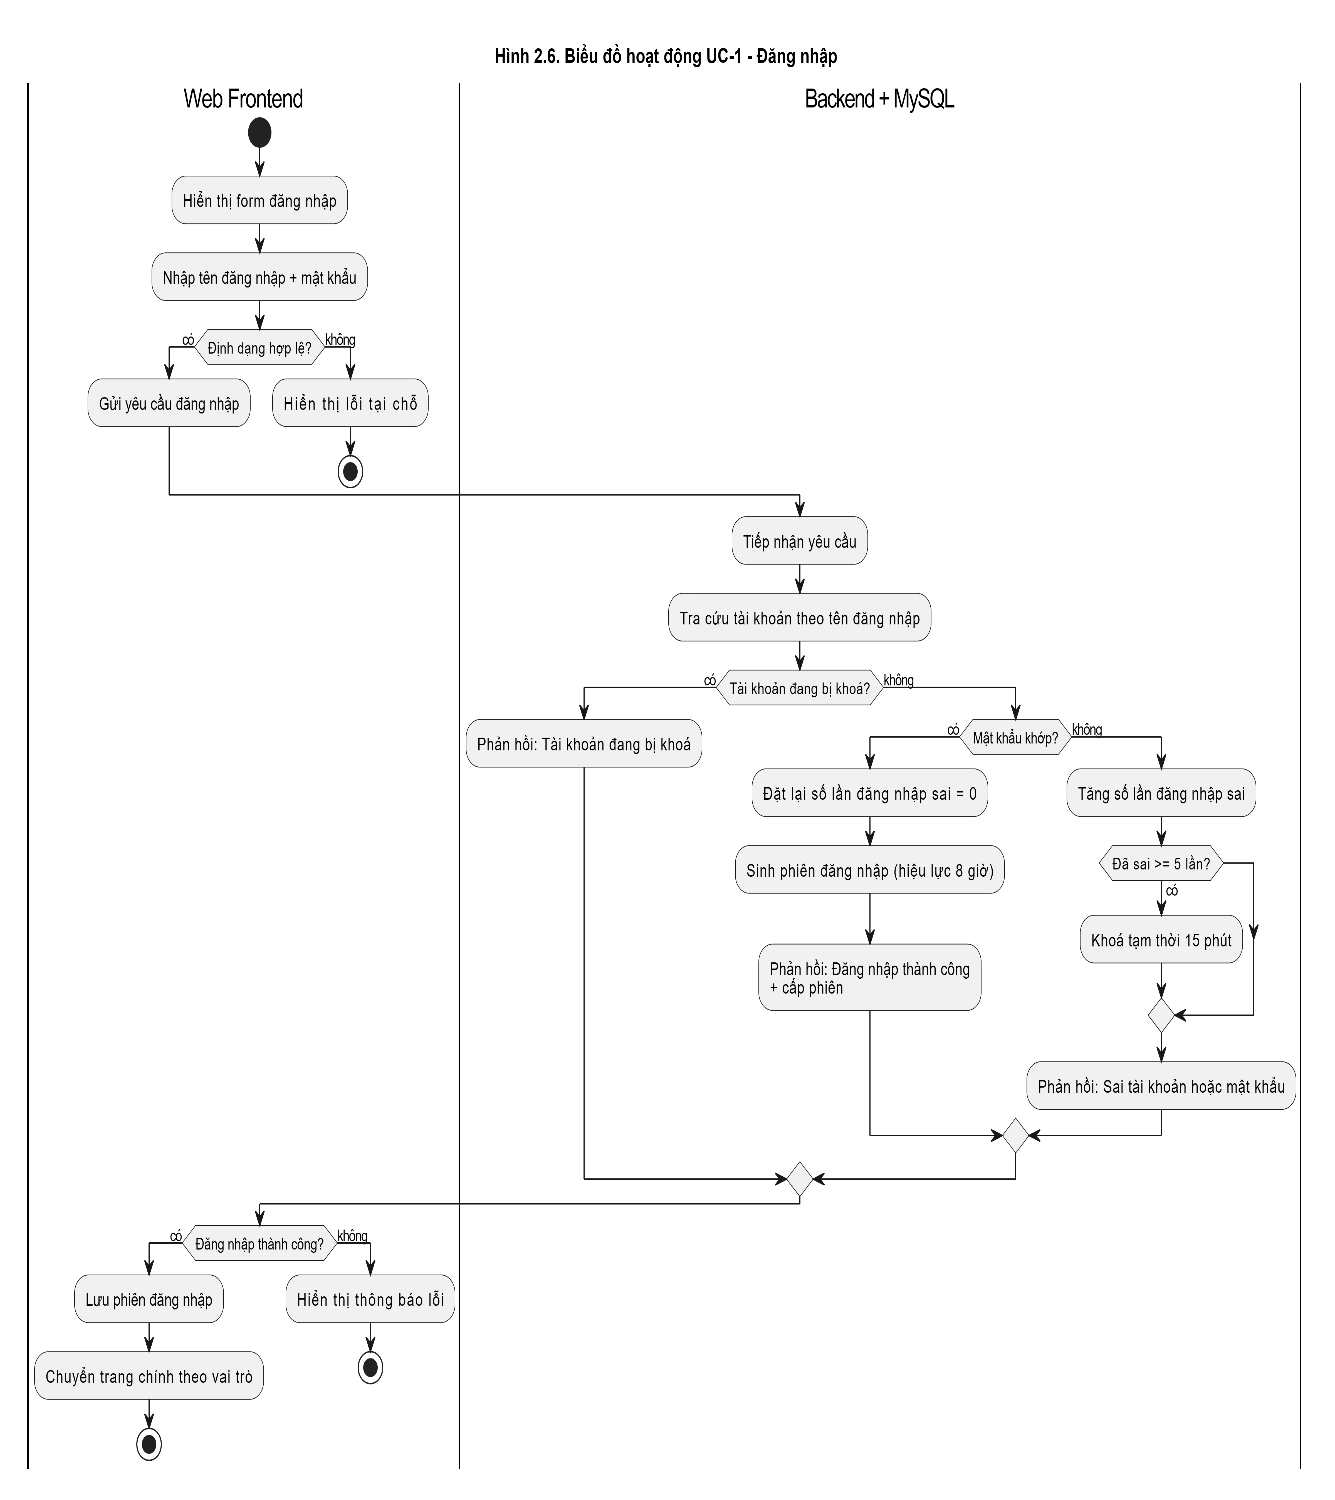 Hình 2.6. Biểu đồ hoạt động UC-1 - Đăng nhập
Web Frontend
Backend + MySQL
Hiển thị form đăng nhập
Nhập tên đăng nhập + mật khẩu
có
Định dạng hợp lệ?
không
Gửi yêu cầu đăng nhập
Hiển thị lỗi tại chỗ
Tiếp nhận yêu cầu
Tra cứu tài khoản theo tên đăng nhập
có
Tài khoản đang bị khoá?
không
Phản hồi: Tài khoản đang bị khoá
có
Mật khẩu khớp?
không
Đặt lại số lần đăng nhập sai = 0
Tăng số lần đăng nhập sai
Sinh phiên đăng nhập (hiệu lực 8 giờ)
Đã sai >= 5 lần?
có
Khoá tạm thời 15 phút
Phản hồi: Đăng nhập thành công
+ cấp phiên
Phản hồi: Sai tài khoản hoặc mật khẩu
có
Đăng nhập thành công?
không
Lưu phiên đăng nhập
Hiển thị thông báo lỗi
Chuyển trang chính theo vai trò